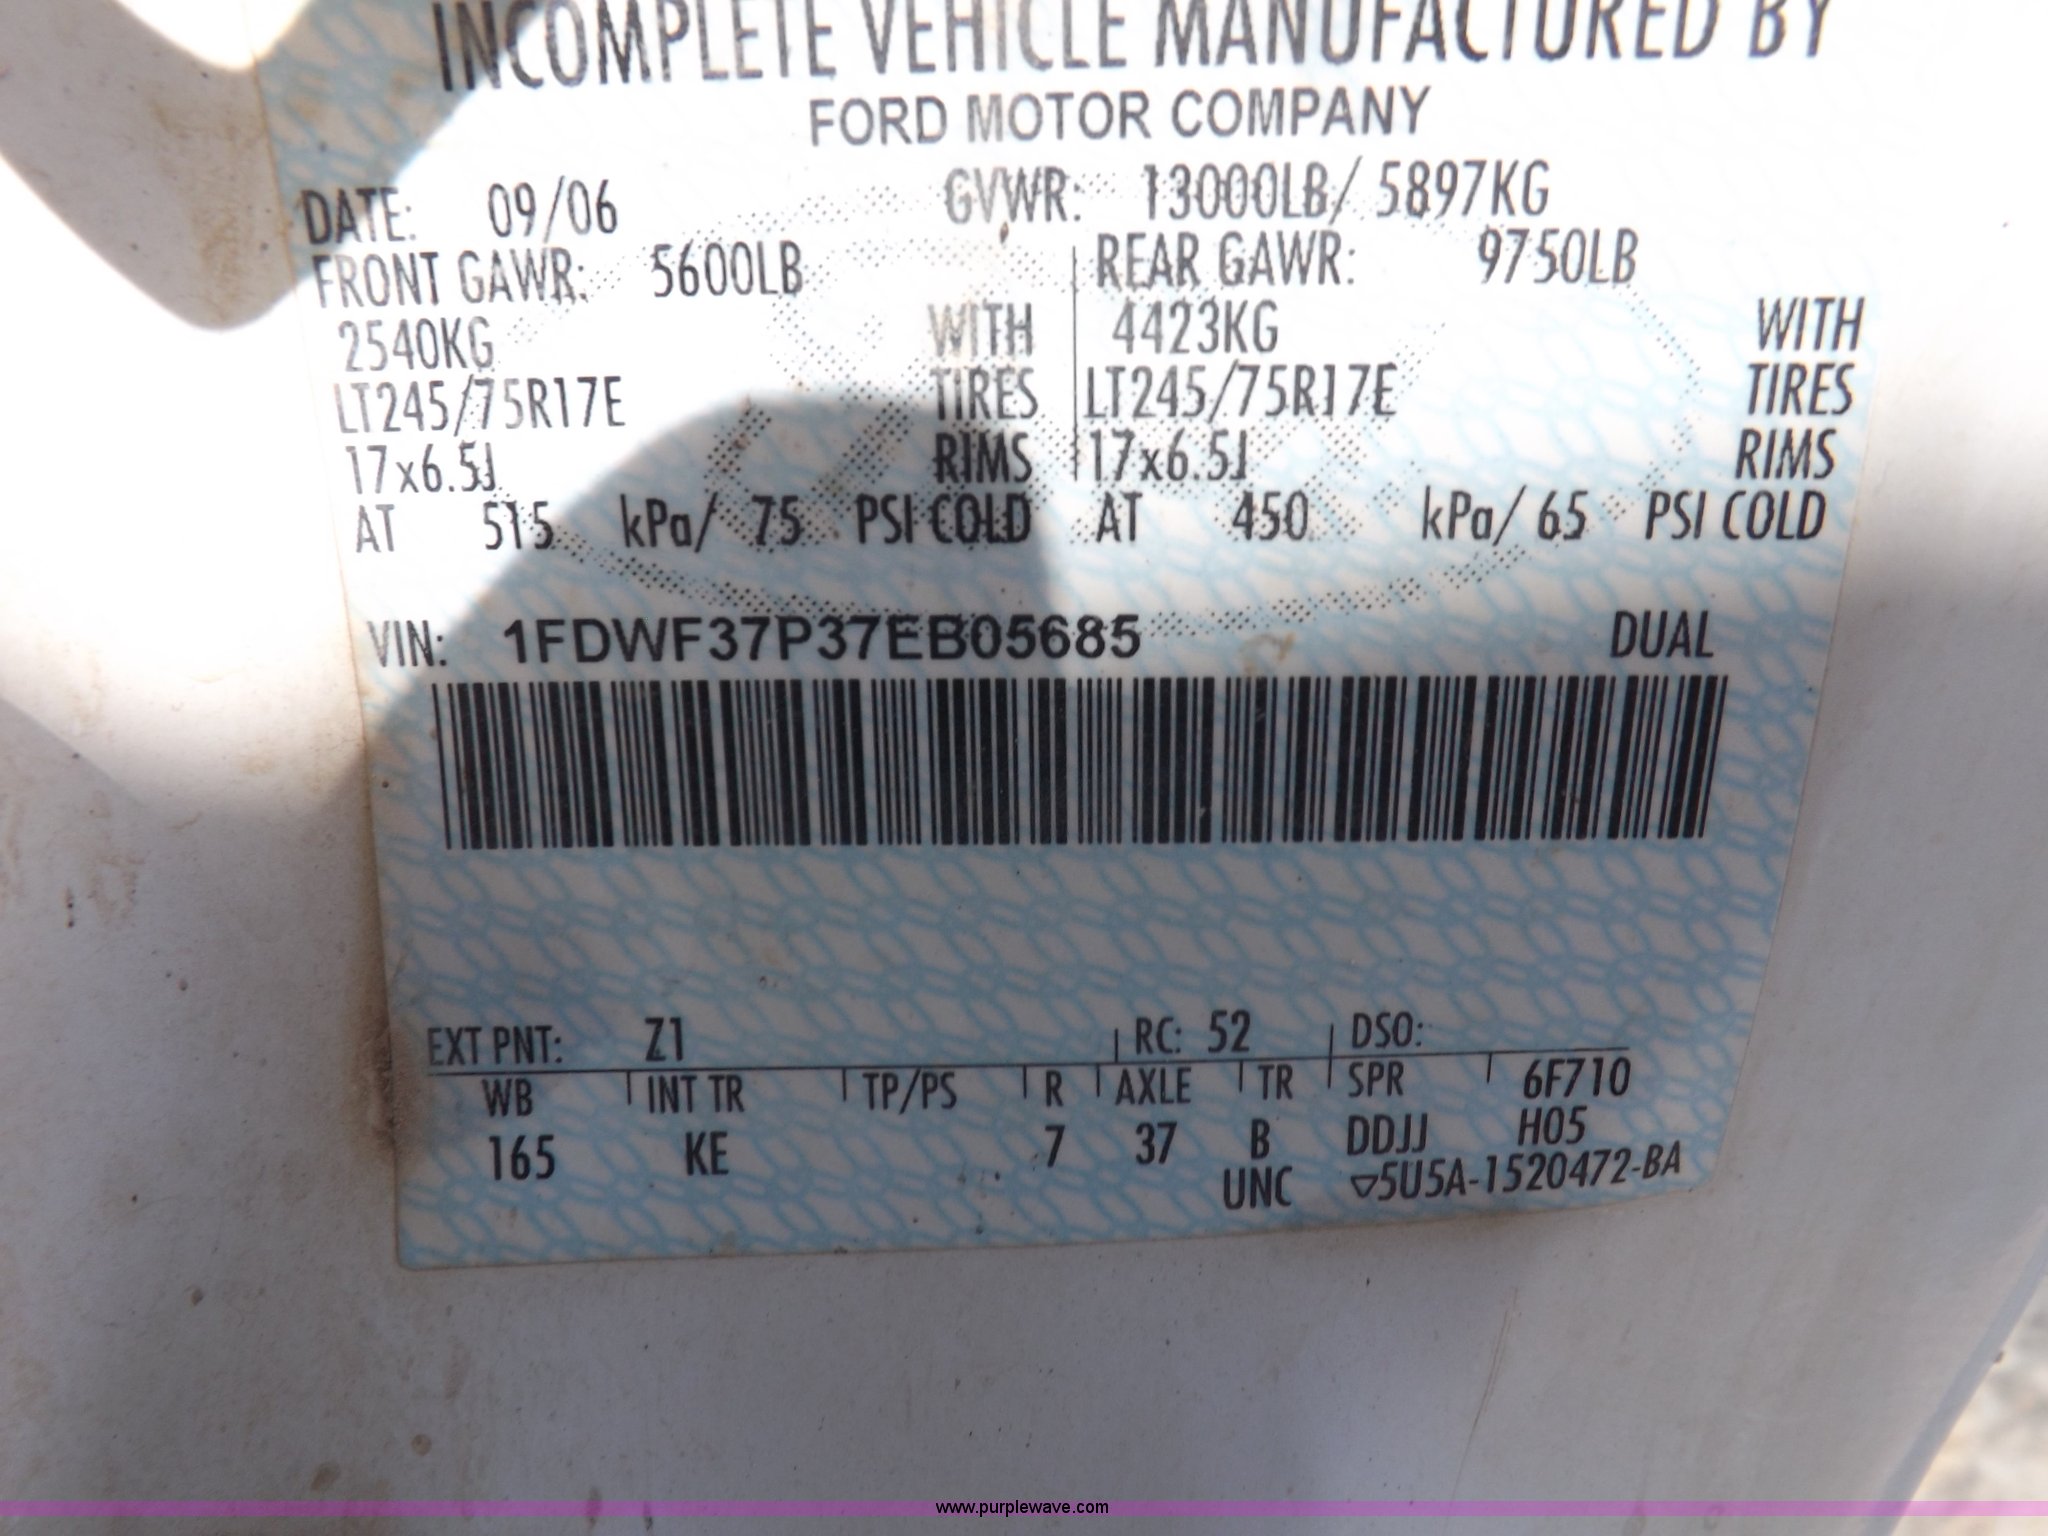 INCOMPLETE VEHICLE MANUFACTURED BY
FORD MOTOR COMPANY
DATE: 09/06 GVWR: 13000LB/ 5897KG
FRONT GAWR: 5600LB REAR GAWR: 9750LB
2540KG WITH 4423KG WITH
LT245/75R17E TIRES LT245/75R17E TIRES
17x6.5J RIMS 17x6.5J RIMS
AT 515 kPa/ 75 PSI COLD AT 450 kPa/ 65 PSI COLD
VIN: 1FDWF37P37EB05685 DUAL
EXT PNT: Z1 RC: 52 DSO:
WB INT TR TP/PS R AXLE TR SPR 6F710
165 KE 7 37 B DDJJ H05
UNC ▽5U5A-1520472-BA
www.purplewave.com